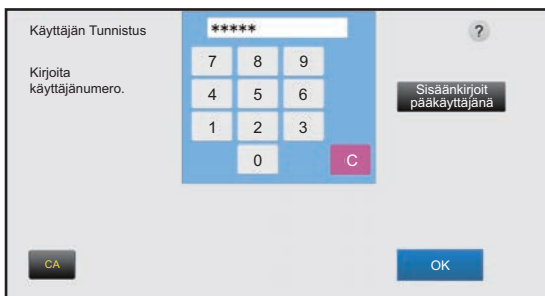 Käyttäjän Tunnistus
*****
?
Kirjoita
käyttäjänumero.
7 8 9
4 5 6
1 2 3
0 C
Sisäänkirjoit
pääkäyttäjänä
CA
OK